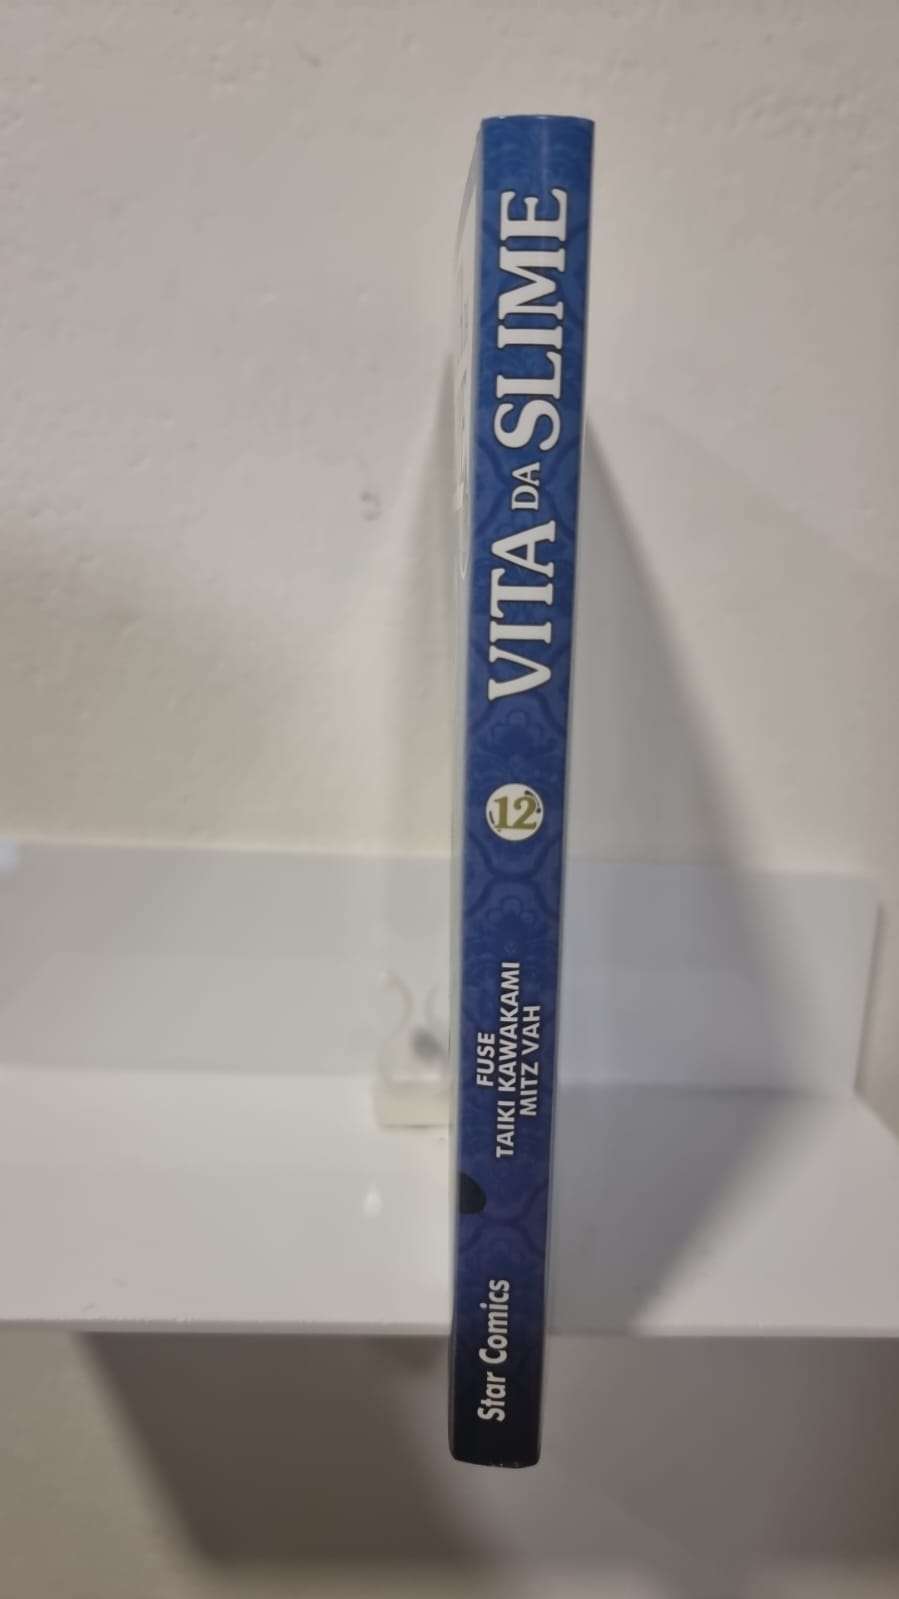 VITA DA SLIME
12
FUSE
TAIKI KAWAKAMI
MITZ VAH
Star Comics